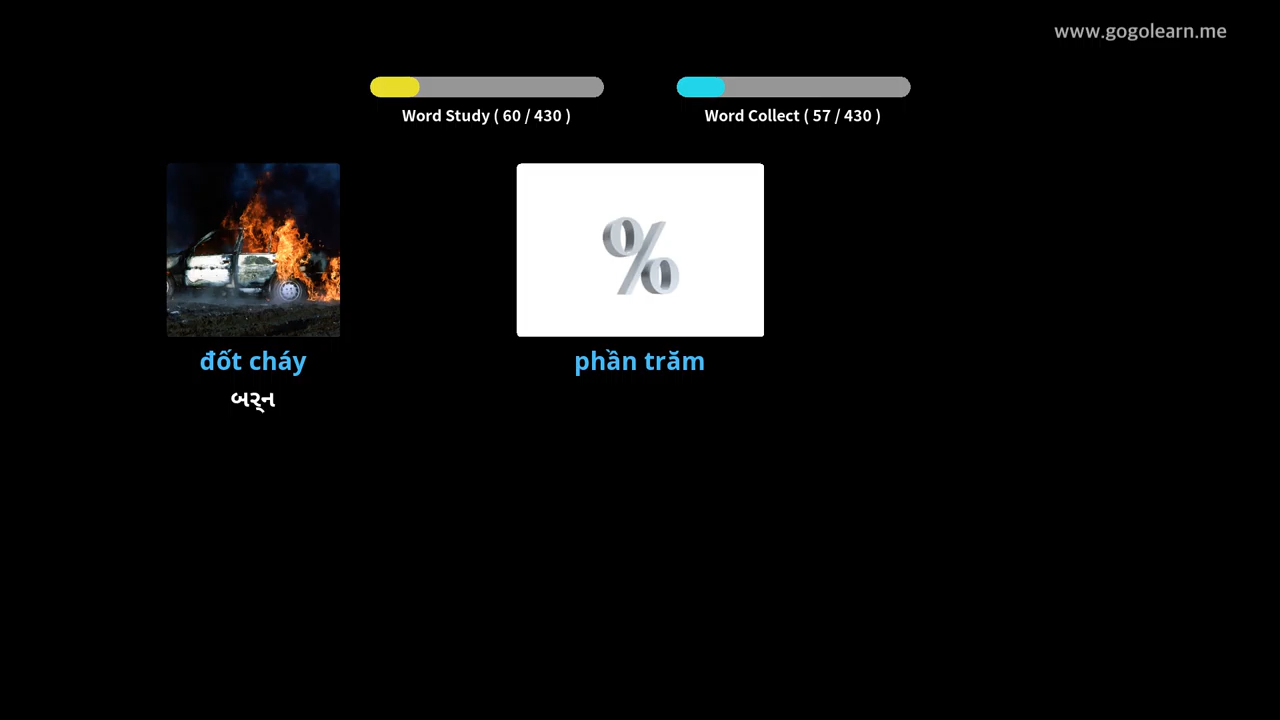 www.gogolearn.me
Word Study ( 60 / 430 )
Word Collect ( 57 / 430 )
%
đốt cháy
phần trăm
બર્ન